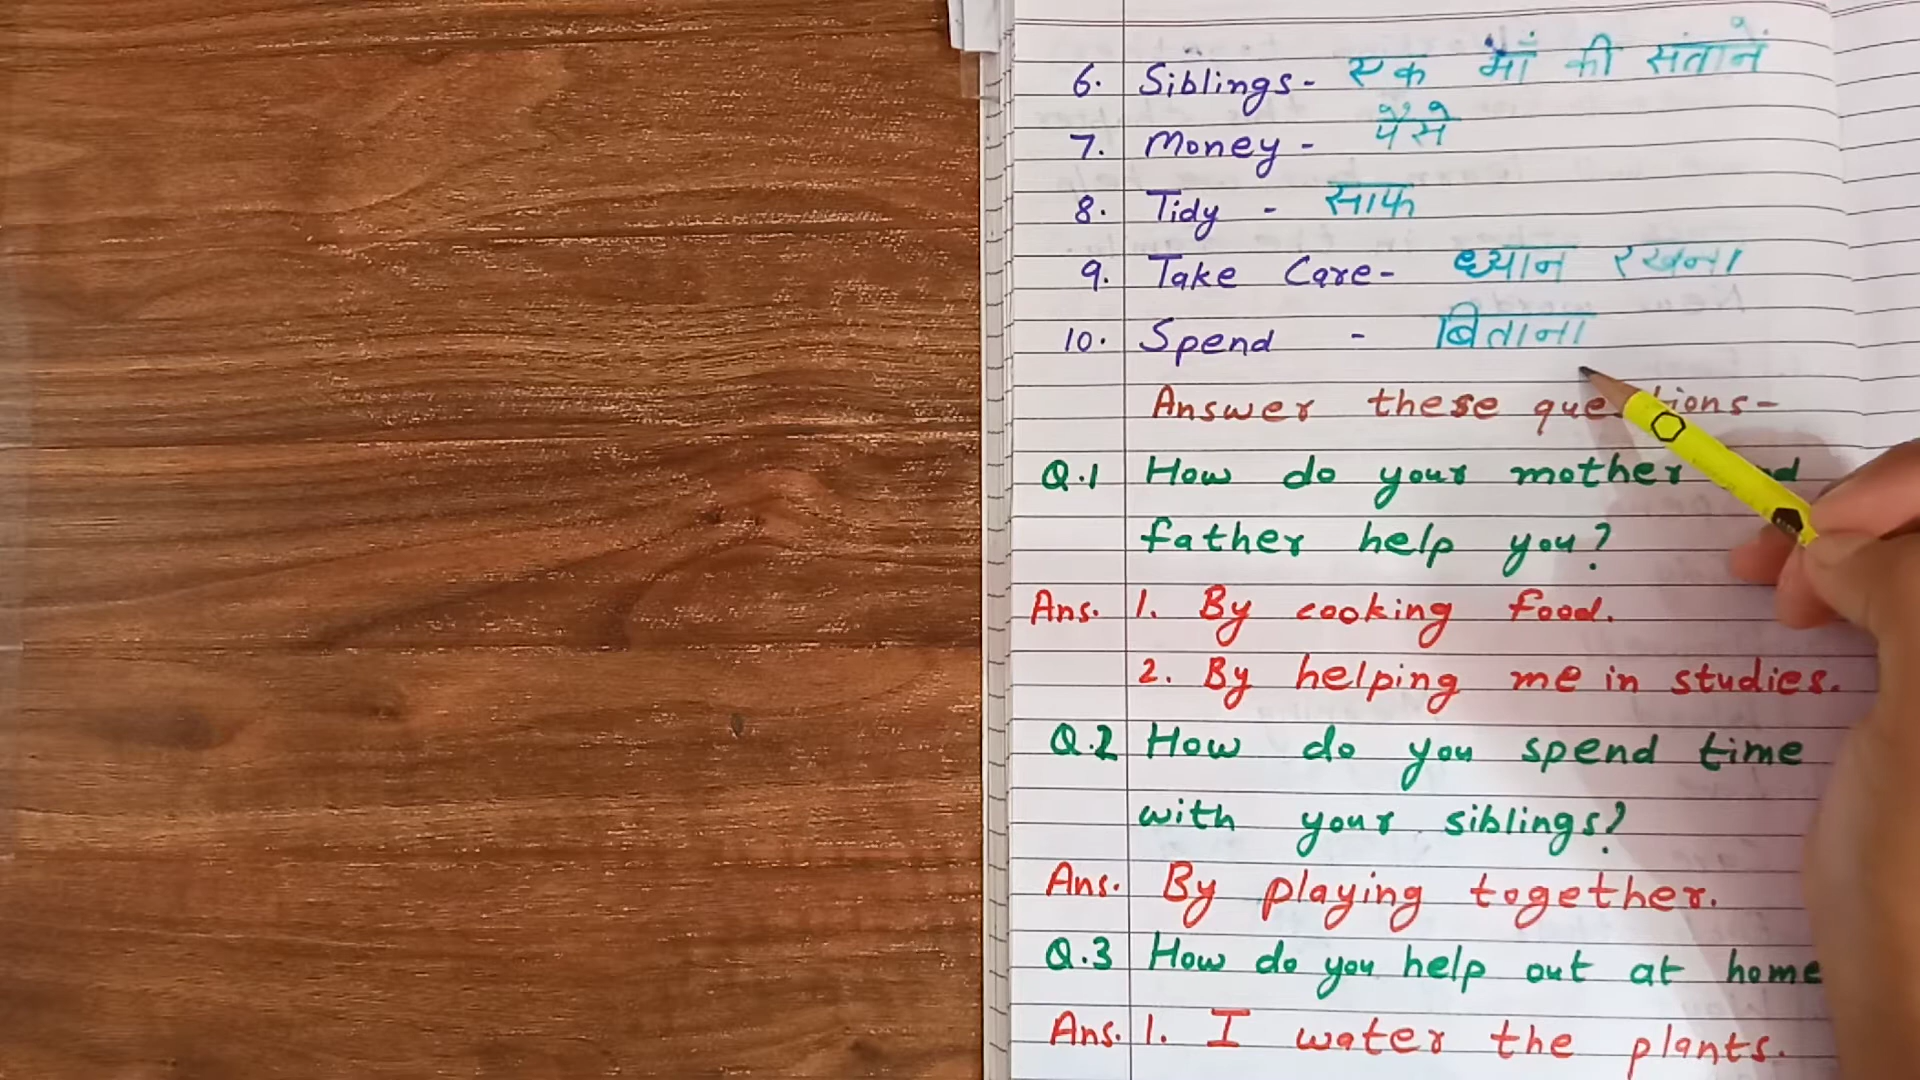 6. Siblings - एक माँ की संतानें
7. Money - पैसे
8. Tidy - साफ
9. Take Care - ध्यान रखना
10. Spend - बिताना
Answer these questions-
Q.1 How do your mother
father help you?
Ans. 1. By cooking food.
2. By helping me in studies.
Q.2 How do you spend time
with your siblings?
Ans. By playing together.
Q.3 How do you help out at home
Ans. 1. I water the plants.